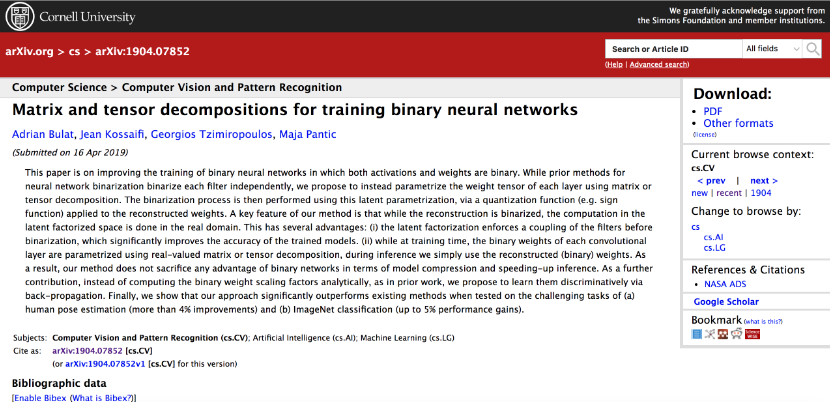 Cornell University
We gratefully acknowledge support from
the Simons Foundation and member institutions.
arXiv.org > cs > arXiv:1904.07852
Search or Article ID
All fields
(Help | Advanced search)
Computer Science > Computer Vision and Pattern Recognition
Matrix and tensor decompositions for training binary neural networks
Adrian Bulat, Jean Kossaifi, Georgios Tzimiropoulos, Maja Pantic
(Submitted on 16 Apr 2019)
This paper is on improving the training of binary neural networks in which both activations and weights are binary. While prior methods for
neural network binarization binarize each filter independently, we propose to instead parametrize the weight tensor of each layer using matrix or
tensor decomposition. The binarization process is then performed using this latent parametrization, via a quantization function (e.g. sign
function) applied to the reconstructed weights. A key feature of our method is that while the reconstruction is binarized, the computation in the
latent factorized space is done in the real domain. This has several advantages: (i) the latent factorization enforces a coupling of the filters before
binarization, which significantly improves the accuracy of the trained models. (ii) while at training time, the binary weights of each convolutional
layer are parametrized using real-valued matrix or tensor decomposition, during inference we simply use the reconstructed (binary) weights. As
a result, our method does not sacrifice any advantage of binary networks in terms of model compression and speeding-up inference. As a further
contribution, instead of computing the binary weight scaling factors analytically, as in prior work, we propose to learn them discriminatively via
back-propagation. Finally, we show that our approach significantly outperforms existing methods when tested on the challenging tasks of (a)
human pose estimation (more than 4% improvements) and (b) ImageNet classification (up to 5% performance gains).
Subjects: Computer Vision and Pattern Recognition (cs.CV); Artificial Intelligence (cs.AI); Machine Learning (cs.LG)
Cite as: arXiv:1904.07852 [cs.CV]
(or arXiv:1904.07852v1 [cs.CV] for this version)
Bibliographic data
[Enable Bibex (What is Bibex?)]
Download:
• PDF
• Other formats
(license)
Current browse context:
cs.CV
< prev | next >
new | recent | 1904
Change to browse by:
cs
cs.AI
cs.LG
References & Citations
• NASA ADS
Google Scholar
Bookmark (what is this?)